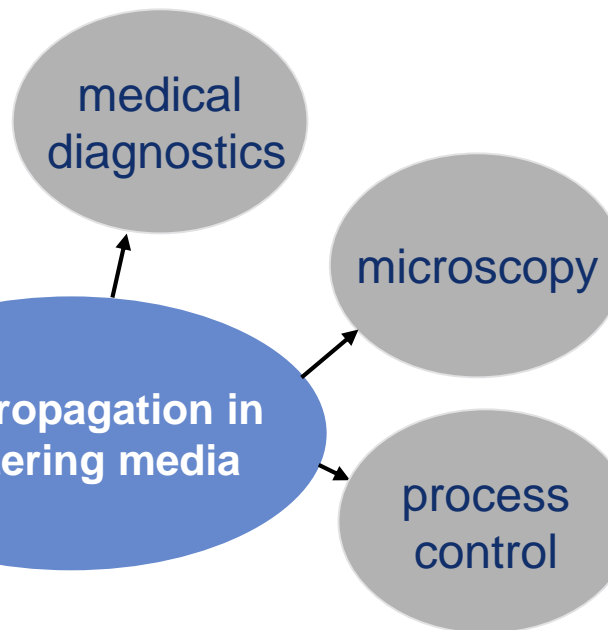 medical
diagnostics
microscopy
ropagation in
ering media
process
control